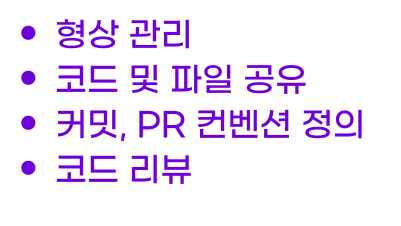 • 형상 관리
• 코드 및 파일 공유
• 커밋, PR 컨벤션 정의
• 코드 리뷰